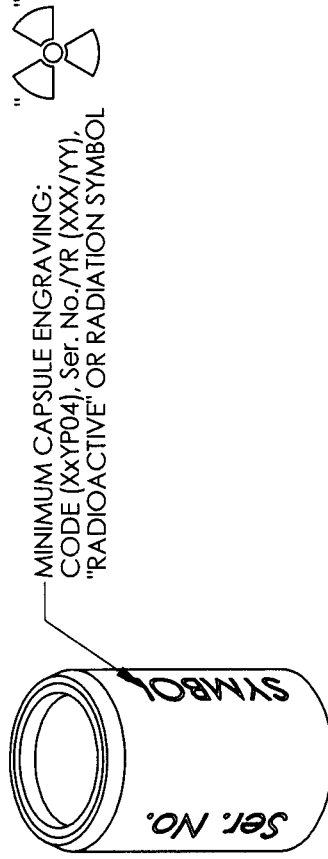 MINIMUM CAPSULE ENGRAVING:
CODE (XxYP04), Ser. No./YR (XXX/YY),
"RADIOACTIVE" OR RADIATION SYMBOL
" "
Ser. No.
SYMBOL